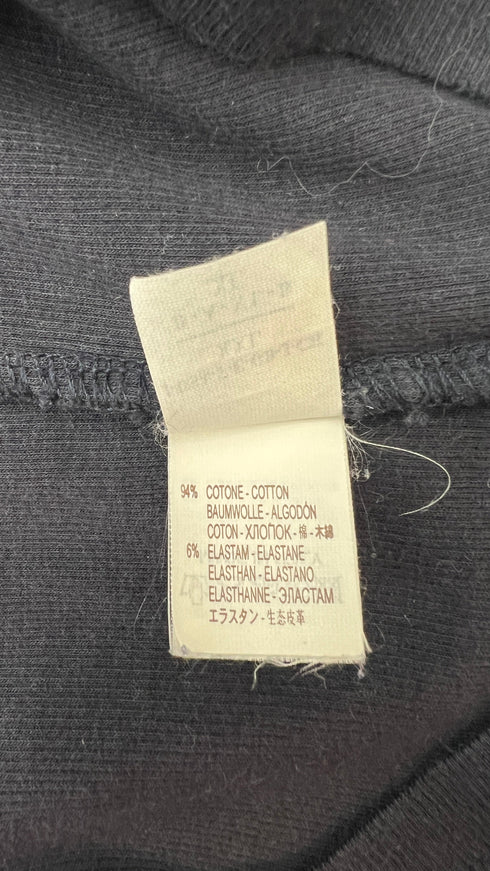 94% COTONE - COTTON
BAUMWOLLE - ALGODÓN
COTON - ХЛОПОК - 棉 - 木綿
6% ELASTAM - ELASTANE
ELASTHAN - ELASTANO
ELASTHANNE - ЭЛАСТАМ
エラスタン - 生态皮革